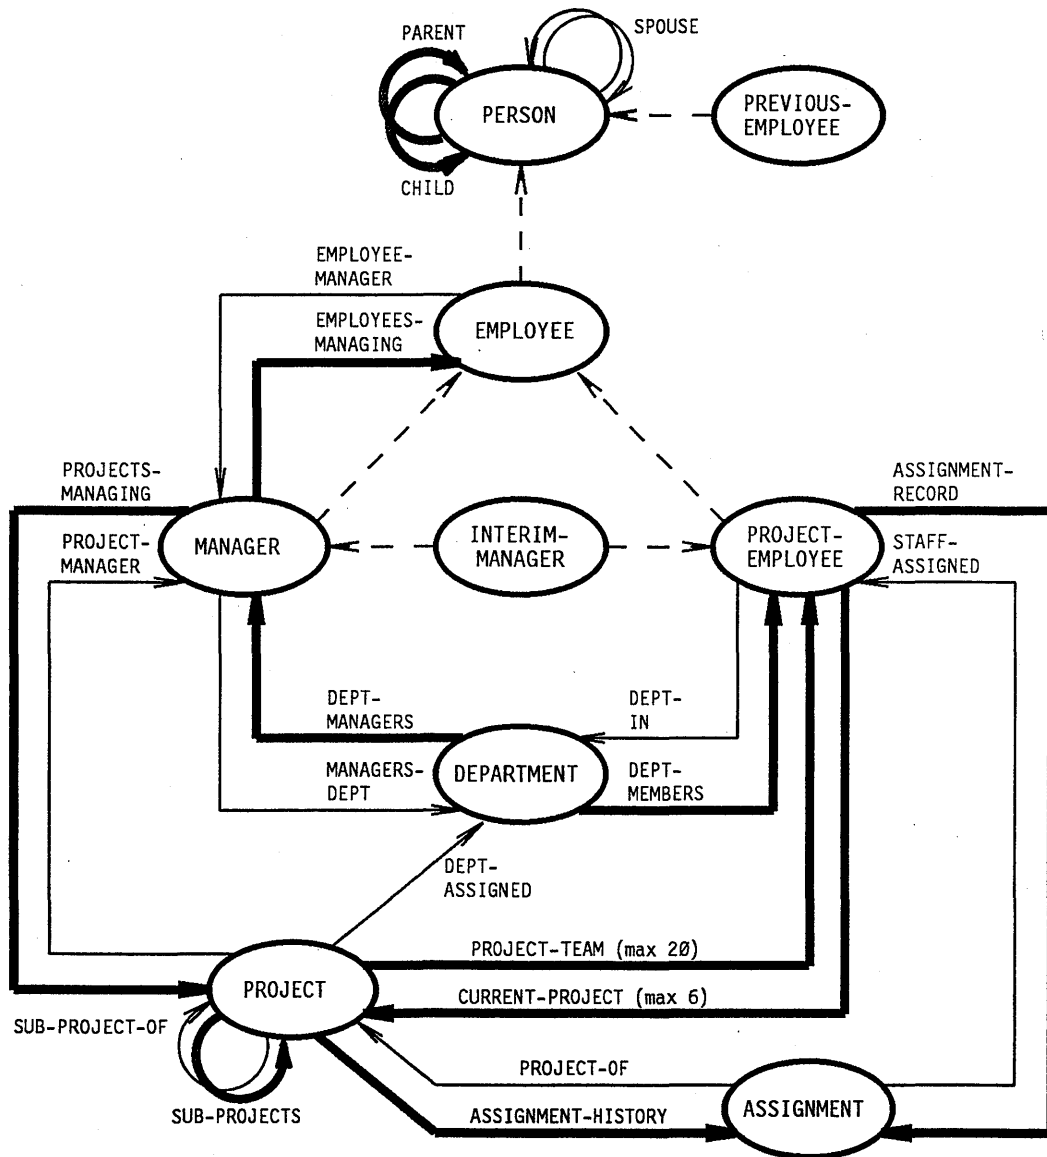 PARENT
SPOUSE
PERSON
PREVIOUS-
EMPLOYEE
CHILD
EMPLOYEE-
MANAGER
EMPLOYEES-
MANAGING
EMPLOYEE
PROJECTS-
MANAGING
PROJECT-
MANAGER
MANAGER
INTERIM-
MANAGER
PROJECT-
EMPLOYEE
ASSIGNMENT-
RECORD
STAFF-
ASSIGNED
DEPT-
MANAGERS
DEPT-
IN
MANAGERS-
DEPT
DEPARTMENT
DEPT-
MEMBERS
DEPT-
ASSIGNED
PROJECT-TEAM (max 20)
PROJECT
CURRENT-PROJECT (max 6)
SUB-PROJECT-OF
PROJECT-OF
SUB-PROJECTS
ASSIGNMENT-HISTORY
ASSIGNMENT